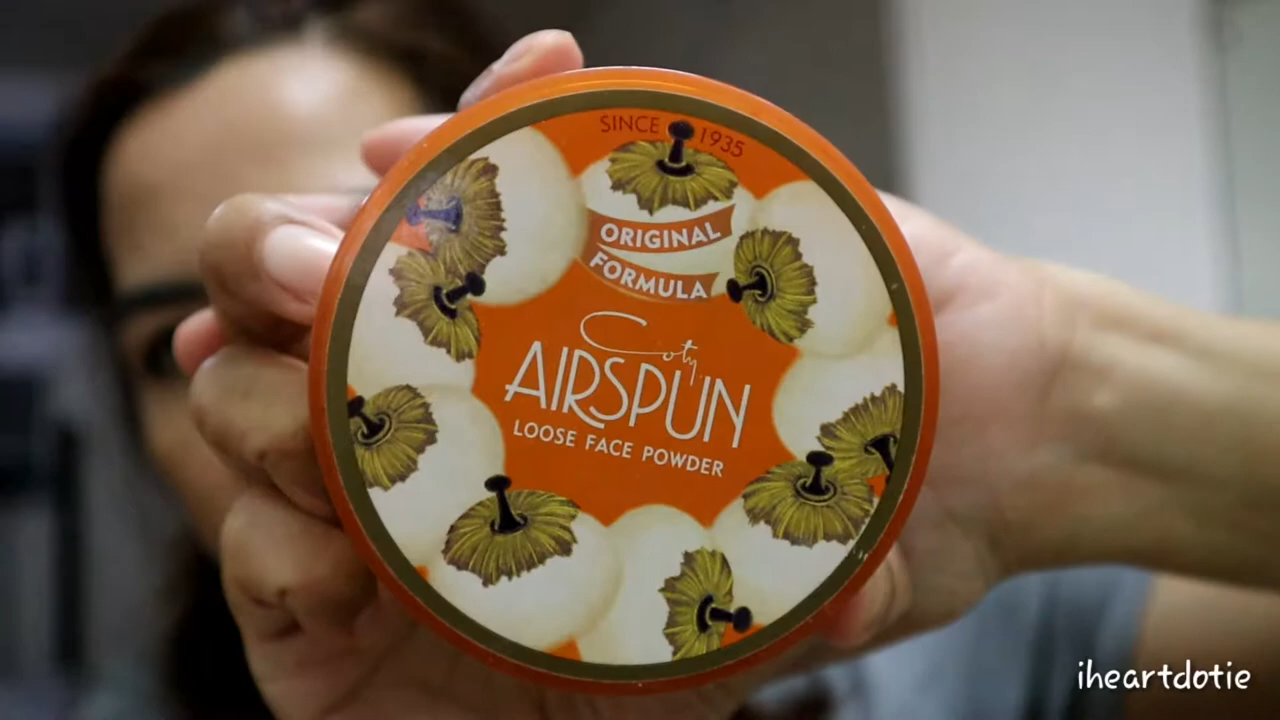 SINCE 1935
ORIGINAL
FORMULA
Coty
AIRSPUN
LOOSE FACE POWDER
iheartdotie